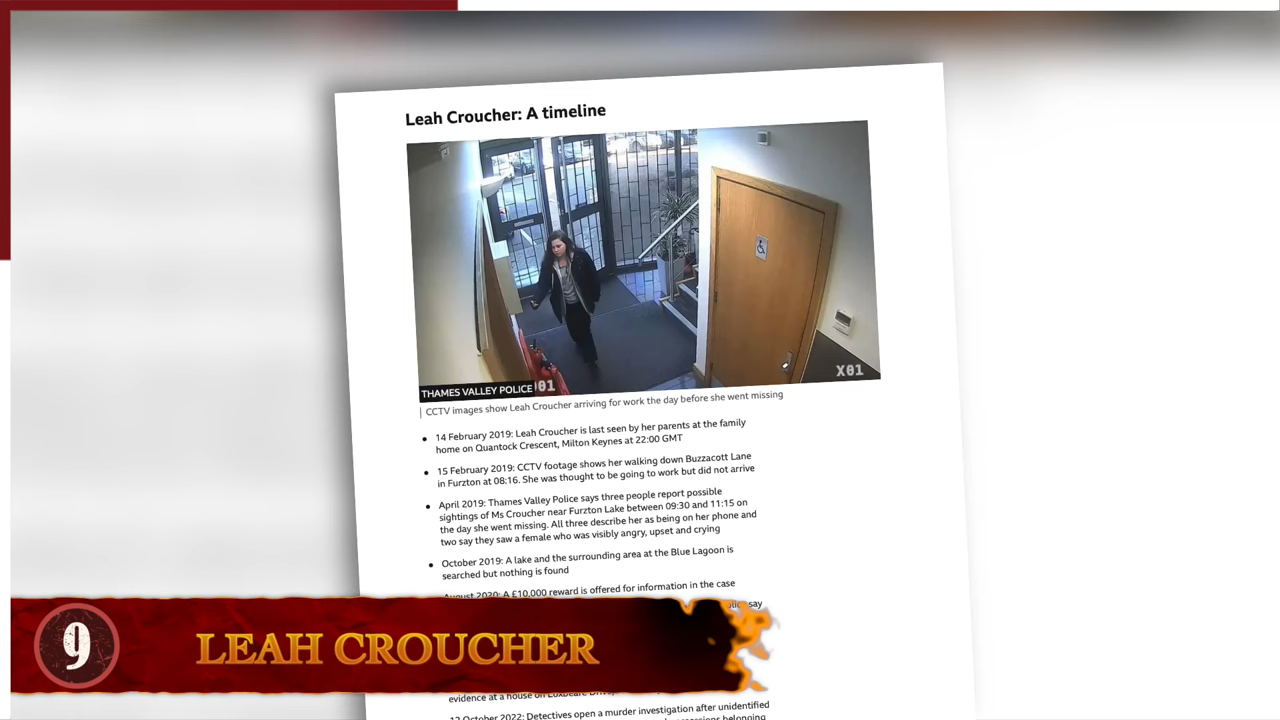 Leah Croucher: A timeline
THAMES VALLEY POLICE
01
X01
CCTV images show Leah Croucher arriving for work the day before she went missing
• 14 February 2019: Leah Croucher is last seen by her parents at the family
home on Quantock Crescent, Milton Keynes at 22:00 GMT
• 15 February 2019: CCTV footage shows her walking down Buzzacott Lane
in Furzton at 08:16. She was thought to be going to work but did not arrive
• April 2019: Thames Valley Police says three people report possible
sightings of Ms Croucher near Furzton Lake between 09:30 and 11:15 on
the day she went missing. All three describe her as being on her phone and
two say they saw a female who was visibly angry, upset and crying
• October 2019: A lake and the surrounding area at the Blue Lagoon is
searched but nothing is found
August 2020: A £10,000 reward is offered for information in the case
say
9
LEAH CROUCHER
evidence at a house on Loxbeare
12 October 2022: Detectives open a murder investigation after unidentified
belonging